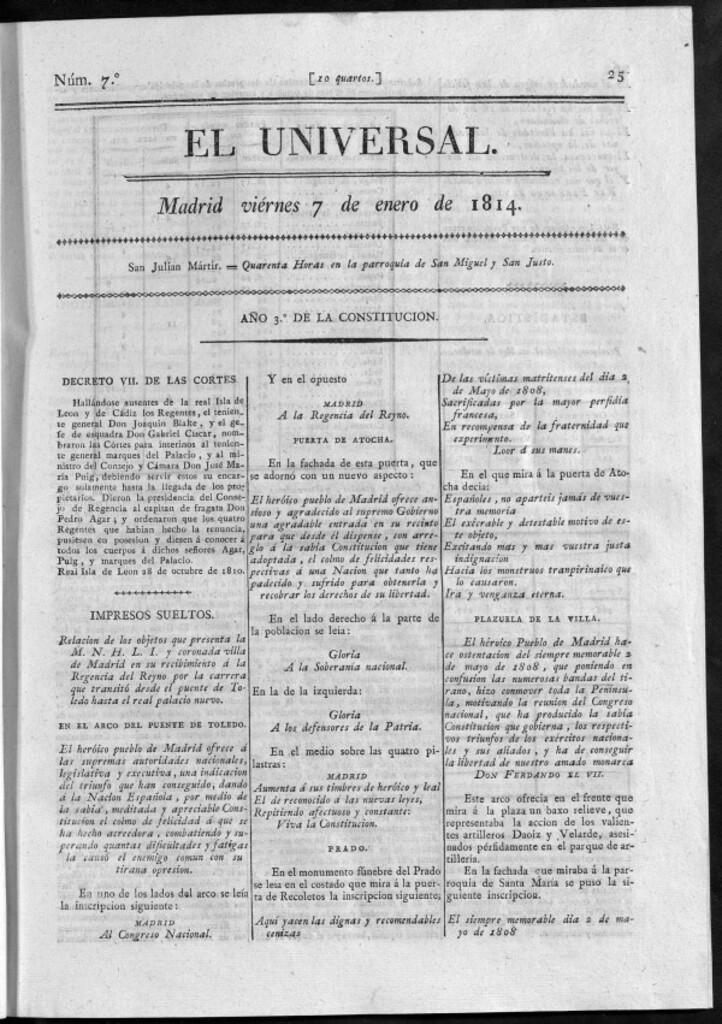 Núm. 7.º
[10 quartos.]
25
EL UNIVERSAL.
Madrid viérnes 7 de enero de 1814.
San Julian Mártir. = Quarenta Horas en la parroquia de San Miguel y San Justo.
AÑO 3.º DE LA CONSTITUCION.
DECRETO VII. DE LAS CORTES
Hallándose ausentes de la real Isla de
Leon y de Cádiz los Regentes, el tenien-
te general Don Joaquin Blake, y el ge-
fe de esquadra Don Gabriel Ciscar, nom-
braron las Córtes para interinos al tenien-
te general marques del Palacio, y al mi-
nistro del Consejo y Cámara Don José Ma-
ría Puig, debiendo servir estos su encar-
go solamente hasta la llegada de los pro-
pietarios. Dieron la presidencia del Conse-
jo de Regencia al capitan de fragata Don
Pedro Agar; y ordenaron que los quatro
Regentes que habian hecho la renuncia,
pusiesen en posesion y diesen á conocer á
todos los cuerpos á dichos señores Agar,
Puig, y marques del Palacio.
Real Isla de Leon 28 de octubre de 1810.
IMPRESOS SUELTOS.
Relacion de los objetos que presenta la
M. N. H. L. I. y coronada villa
de Madrid en su recibimiento á la
Regencia del Reyno por la carrera
que transitó desde el puente de To-
ledo hasta el real palacio nuevo.
EN EL ARCO DEL PUENTE DE TOLEDO.
El heróico pueblo de Madrid ofrece á
las supremas autoridades nacionales,
legislativa y executiva, una indicacion
del triunfo que han conseguido, dando
á la Nacion Española, por medio de
la sabia, meditada y apreciable Cons-
titucion el colmo de felicidad á que se
ha hecho acreedora, combatiendo y su-
perando quantas dificultades y fatigas
la causó el enemigo comun con su
tirana opresion.
En uno de los lados del arco se leía
la inscripcion siguiente:
MADRID
Al Congreso Nacional.
Y en el opuesto
MADRID
A la Regencia del Reyno.
PUERTA DE ATOCHA.
En la fachada de esta puerta, que
se adornó con un nuevo aspecto:
El heróico pueblo de Madrid ofrece an-
sioso y agradecido al supremo Gobierno
una agradable entrada en su recinto
para que desde él dispense, con arre-
glo á la sabia Constitucion que tiene
adoptada, el colmo de felicidades res-
pectivas á una Nacion que tanto ha
padecido y sufrido para obtenerla y
recobrar los derechos de su libertad.
En el lado derecho á la parte de
la poblacion se leia:
Gloria
A la Soberanía nacional.
En la de la izquierda:
Gloria
A los defensores de la Patria.
En el medio sobre las quatro pi-
lastras:
MADRID
Aumenta á sus timbres de heróico y leal
El de reconocido á las nuevas leyes,
Repitiendo afectuoso y constante:
Viva la Constitucion.
PRADO.
En el monumento fúnebre del Prado
se leia en el costado que mira á la puer-
ta de Recoletos la inscripcion siguiente;
Aqui yacen las dignas y recomendables
cenizas
De las víctimas matritenses del dia 2
de Mayo de 1808,
Sacrificadas por la mayor perfidia
francesa,
En recompensa de la fraternidad que
experimento.
Loor á sus manes.
En el que mira á la puerta de Ato-
cha decia:
Españoles, no aparteis jamás de vues-
tra memoria
El exêcrable y detestable motivo de es-
te objeto,
Excitando mas y mas vuestra justa
indignacion
Hacia los monstruos tranpirinaicos que
lo causaron.
Ira y venganza eterna.
PLAZUELA DE LA VILLA.
El héroico Pueblo de Madrid ha-
ce ostentacion del siempre memorable 2
de mayo de 1808, que poniendo en
confusion las numerosas bandas del ti-
rano, hizo conmover toda la Penínsu-
la, motivando la reunion del Congreso
nacional, que ha producido la sabia
Constitucion que gobierna, los respecti-
vos triunfos de los exércitos naciona-
les y sus aliados, y ha de conseguir
la libertad de nuestro amado monarca
DON FERNANDO EL VII.
Este arco ofrecia en el frente que
mira á la plaza un baxo relieve, que
representaba la accion de los valien-
tes artilleros Daoiz y Velarde, asesi-
nados pérfidamente en el parque de ar-
tillería.
En la fachada que miraba á la par-
roquia de Santa María se puso la si-
guiente inscripcion.
El siempre memorable dia 2 de ma-
yo de 1808